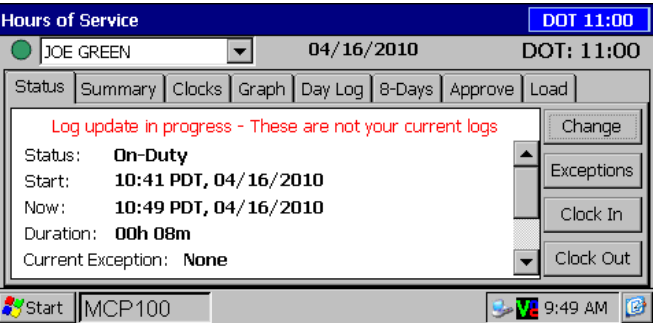 Hours of Service DOT 11:00
JOE GREEN 04/16/2010 DOT: 11:00
Status Summary Clocks Graph Day Log 8-Days Approve Load
Log update in progress - These are not your current logs
Change
Status: On-Duty
Exceptions
Start: 10:41 PDT, 04/16/2010
Now: 10:49 PDT, 04/16/2010
Clock In
Duration: 00h 08m
Current Exception: None
Clock Out
Start MCP100 9:49 AM